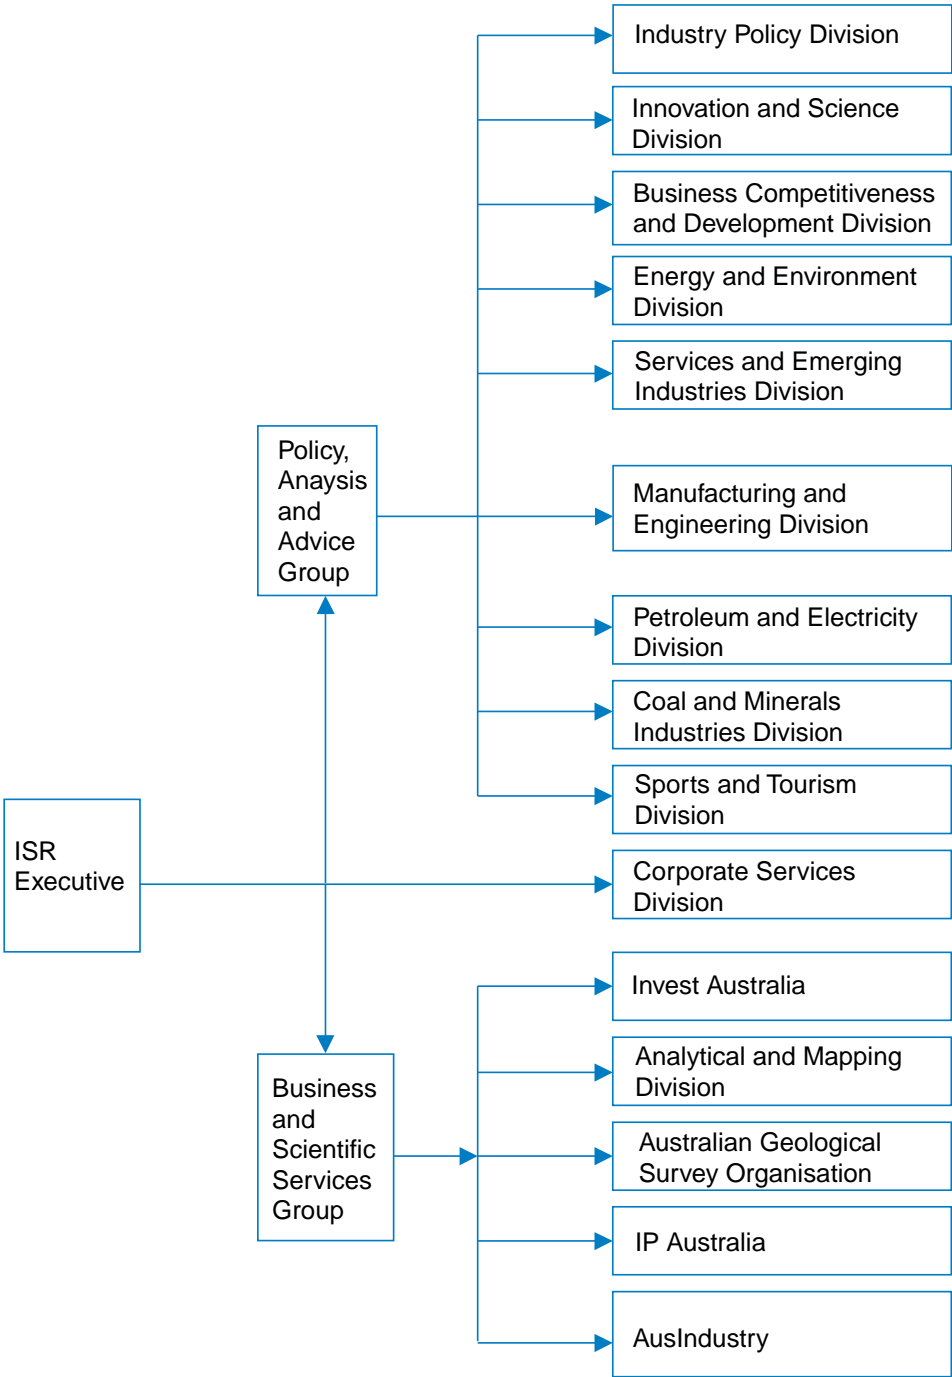 Industry Policy Division
Innovation and Science
Division
Business Competitiveness
and Development Division
Energy and Environment
Division
Services and Emerging
Industries Division
Policy,
Anaysis
and
Advice
Group
Manufacturing and
Engineering Division
Petroleum and Electricity
Division
Coal and Minerals
Industries Division
Sports and Tourism
Division
ISR
Executive
Corporate Services
Division
Invest Australia
Analytical and Mapping
Division
Business
and
Scientific
Services
Group
Australian Geological
Survey Organisation
IP Australia
AusIndustry